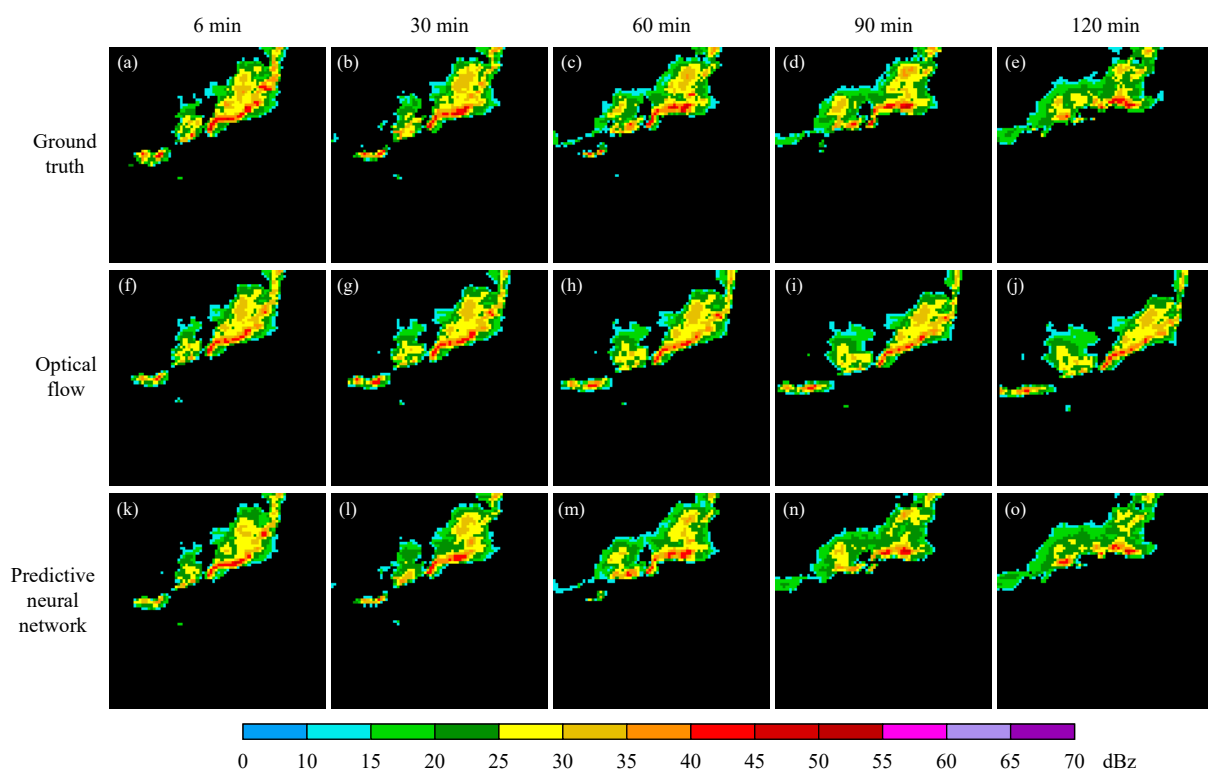 6 min 30 min 60 min 90 min 120 min
(a) (b) (c) (d) (e)
Ground
truth
(f) (g) (h) (i) (j)
Optical
flow
(k) (l) (m) (n) (o)
Predictive
neural
network
0 10 15 20 25 30 35 40 45 50 55 60 65 70 dBz